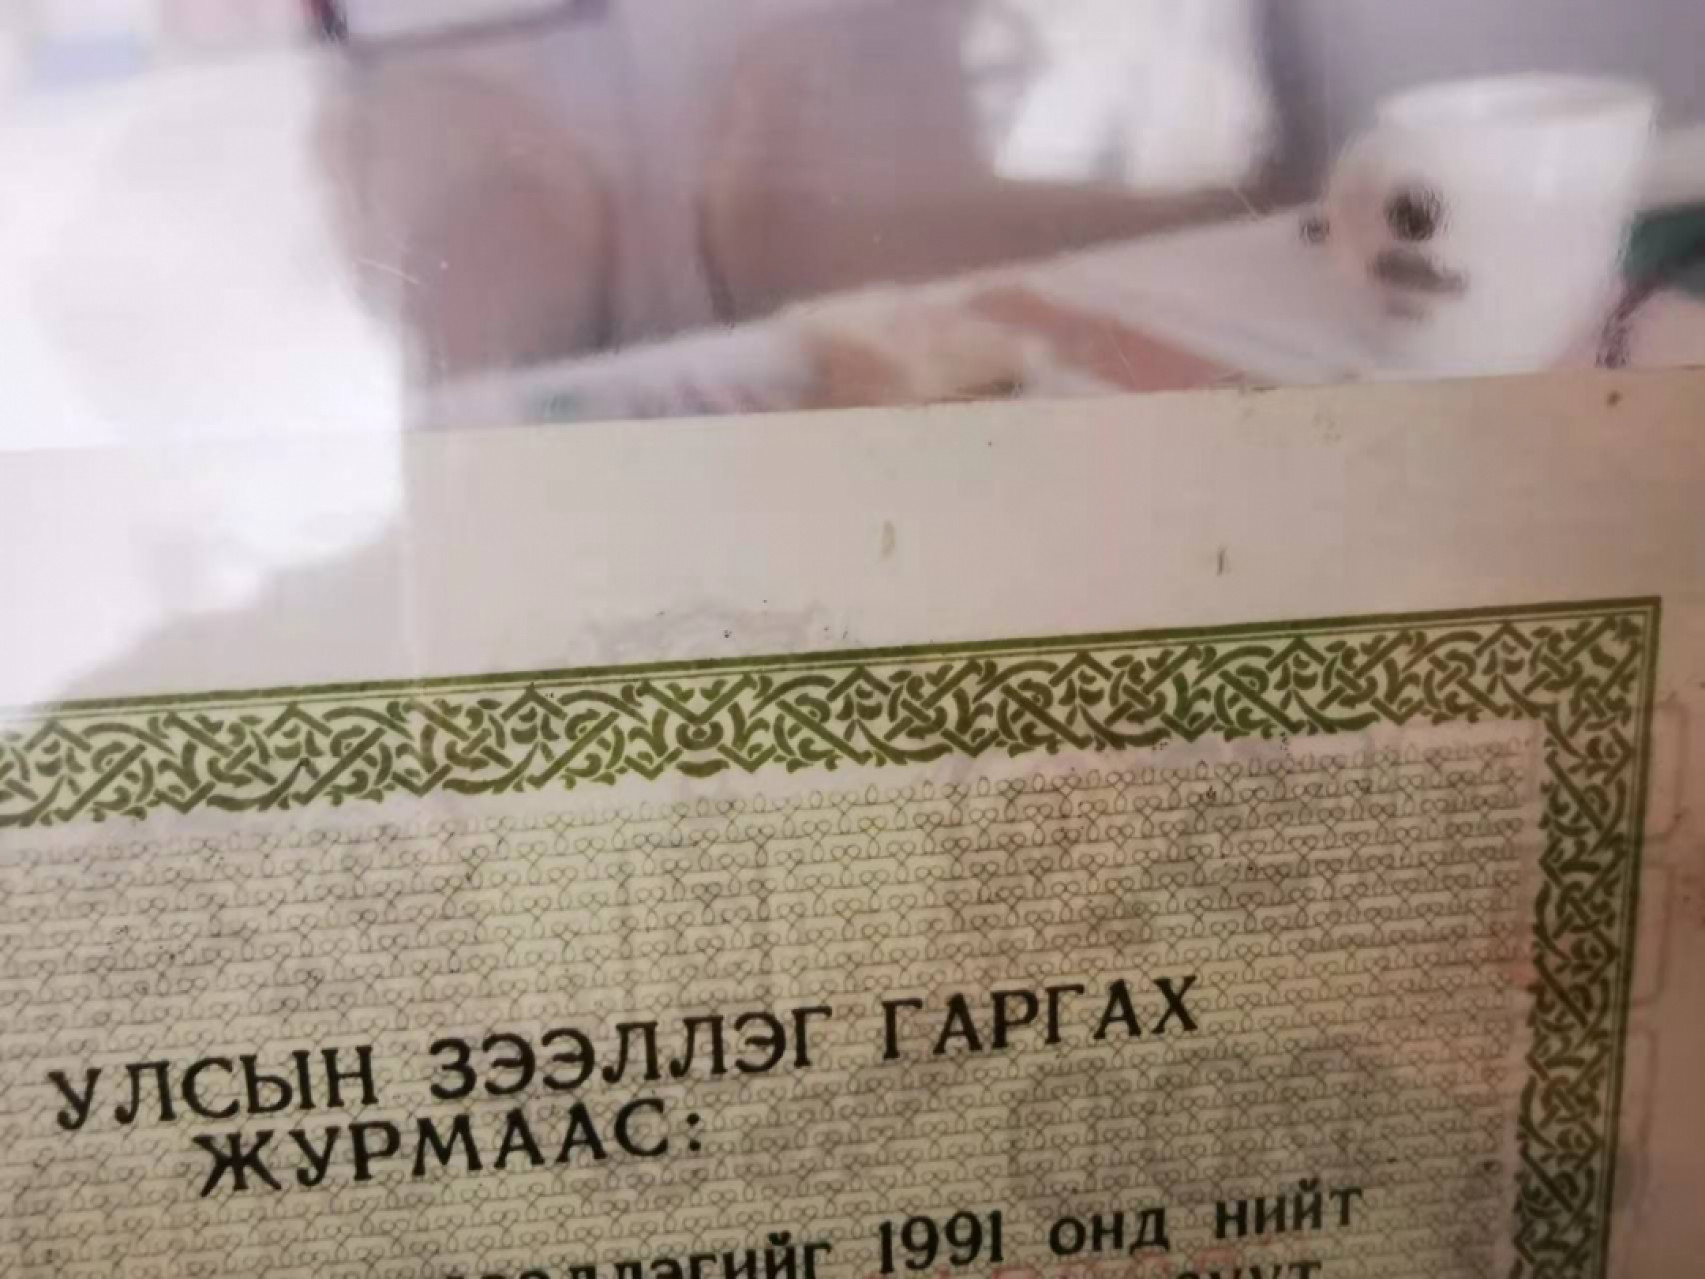 УЛСЫН ЗЭЭЛЛЭГ ГАРГАХ
ЖУРМААС:
1991 ОНД НИЙТ